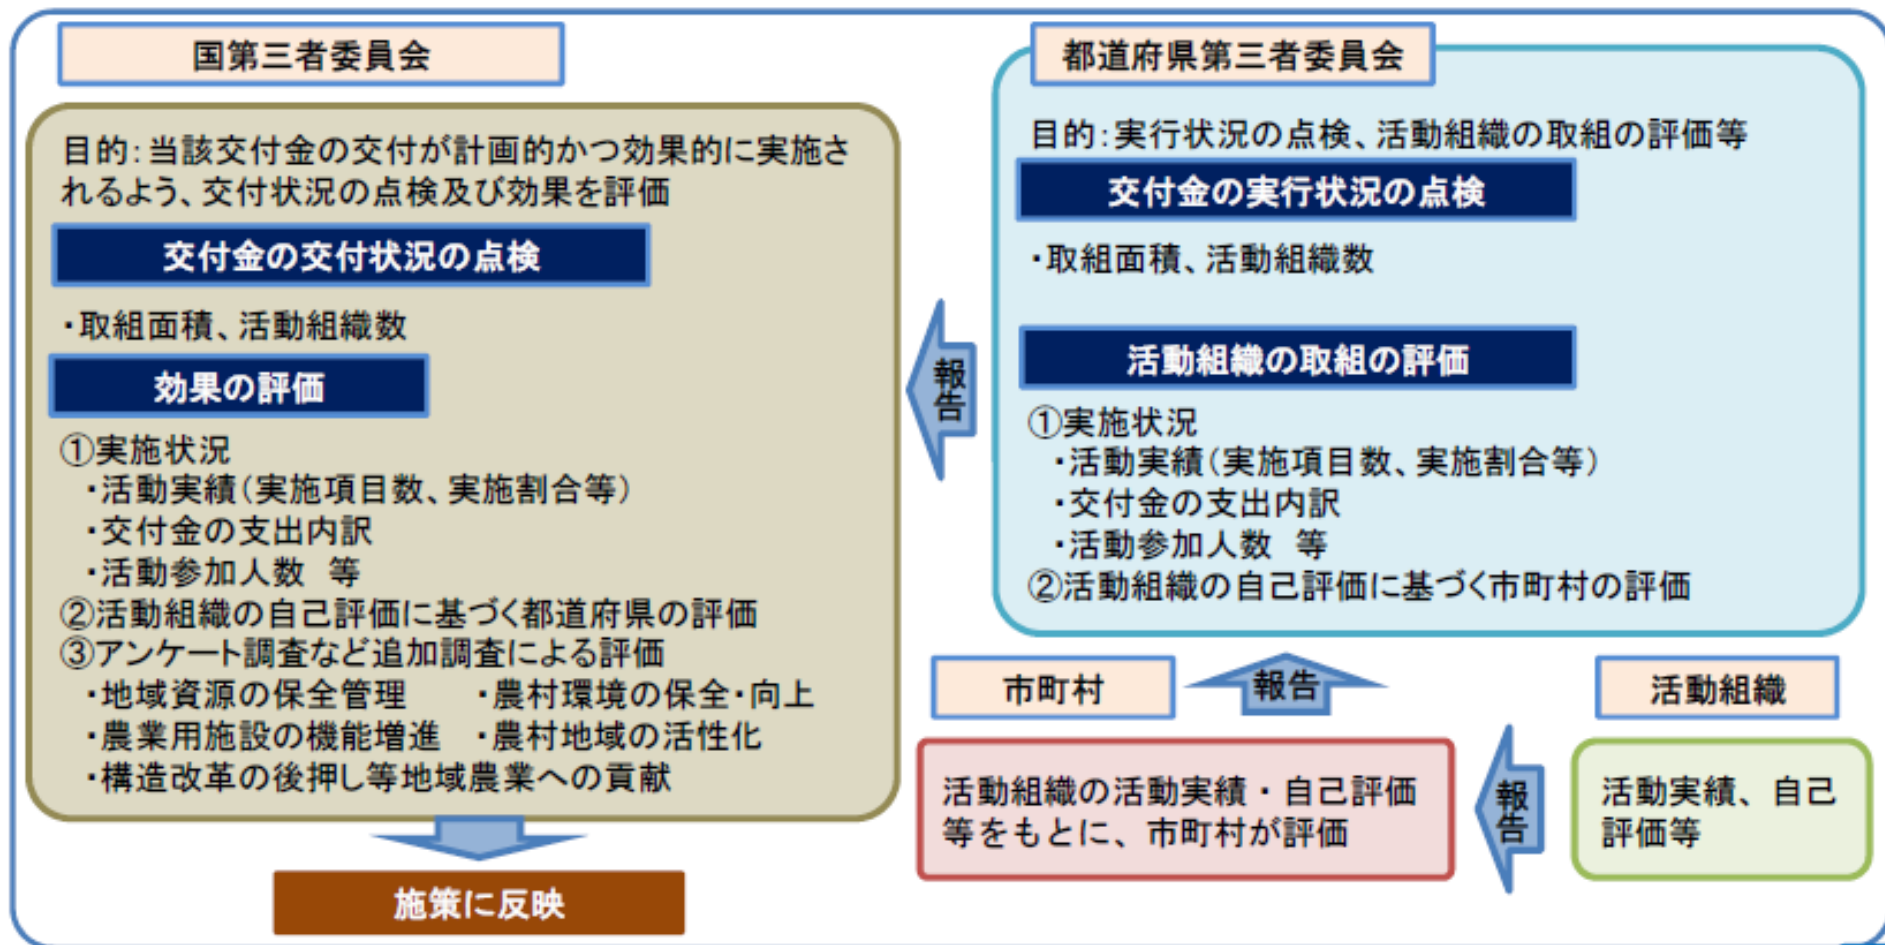 国第三者委員会
目的：当該交付金の交付が計画的かつ効果的に実施さ
れるよう、交付状況の点検及び効果を評価
交付金の交付状況の点検
・取組面積、活動組織数
効果の評価
①実施状況
・活動実績（実施項目数、実施割合等）
・交付金の支出内訳
・活動参加人数　等
②活動組織の自己評価に基づく都道府県の評価
③アンケート調査など追加調査による評価
・地域資源の保全管理　・農村環境の保全・向上
・農業用施設の機能増進　・農村地域の活性化
・構造改革の後押し等地域農業への貢献
施策に反映
報告
都道府県第三者委員会
目的：実行状況の点検、活動組織の取組の評価等
交付金の実行状況の点検
・取組面積、活動組織数
活動組織の取組の評価
①実施状況
・活動実績（実施項目数、実施割合等）
・交付金の支出内訳
・活動参加人数　等
②活動組織の自己評価に基づく市町村の評価
市町村
報告
活動組織
活動組織の活動実績・自己評価
等をもとに、市町村が評価
報告
活動実績、自己
評価等